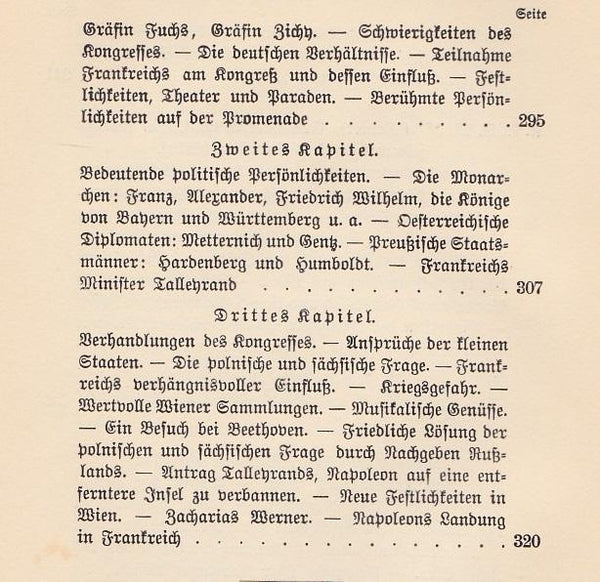 Seite
Gräfin Fuchs, Gräfin Zichy. — Schwierigkeiten des
Kongresses. — Die deutschen Verhältnisse. — Teilnahme
Frankreichs am Kongreß und dessen Einfluß. — Fest-
lichkeiten, Theater und Paraden. — Berühmte Persön-
lichkeiten auf der Promenade . . . . . . . . . 295
Zweites Kapitel.
Bedeutende politische Persönlichkeiten. — Die Monar-
chen: Franz, Alexander, Friedrich Wilhelm, die Könige
von Bayern und Württemberg u. a. — Oesterreichische
Diplomaten: Metternich und Gentz. — Preußische Staats-
männer: Hardenberg und Humboldt. — Frankreichs
Minister Talleyrand . . . . . . . . . . . . 307
Drittes Kapitel.
Verhandlungen des Kongresses. — Ansprüche der kleinen
Staaten. — Die polnische und sächsische Frage. — Frank-
reichs verhängnisvoller Einfluß. — Kriegsgefahr. —
Wertvolle Wiener Sammlungen. — Musikalische Genüsse.
— Ein Besuch bei Beethoven. — Friedliche Lösung der
polnischen und sächsischen Frage durch Nachgeben Ruß-
lands. — Antrag Talleyrands, Napoleon auf eine ent-
ferntere Insel zu verbannen. — Neue Festlichkeiten in
Wien. — Zacharias Werner. — Napoleons Landung
in Frankreich . . . . . . . . . . . . . . . 320